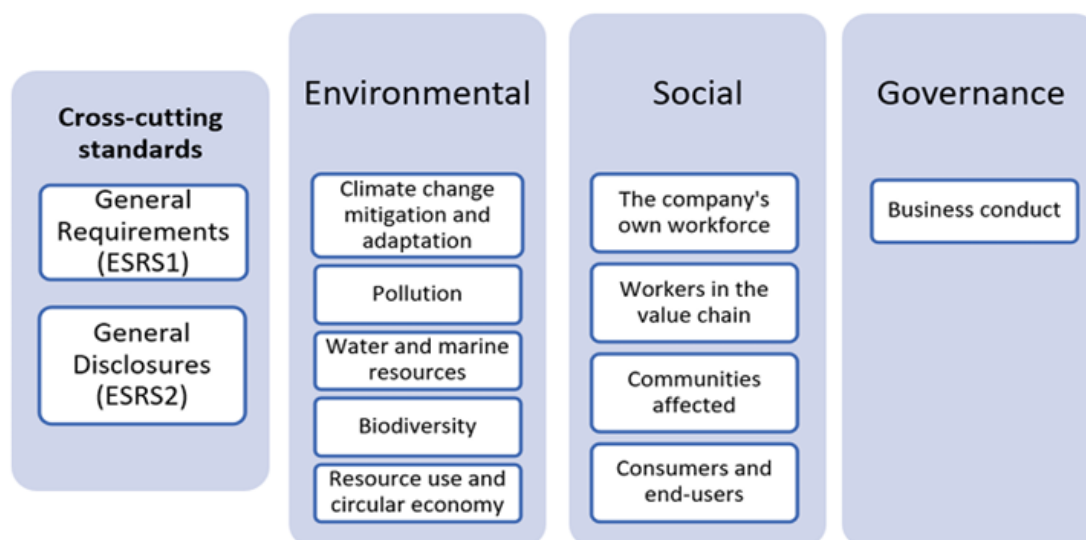 Cross-cutting
standards
General
Requirements
(ESRS1)
General
Disclosures
(ESRS2)
Environmental
Climate change
mitigation and
adaptation
Pollution
Water and marine
resources
Biodiversity
Resource use and
circular economy
Social
The company's
own workforce
Workers in the
value chain
Communities
affected
Consumers and
end-users
Governance
Business conduct